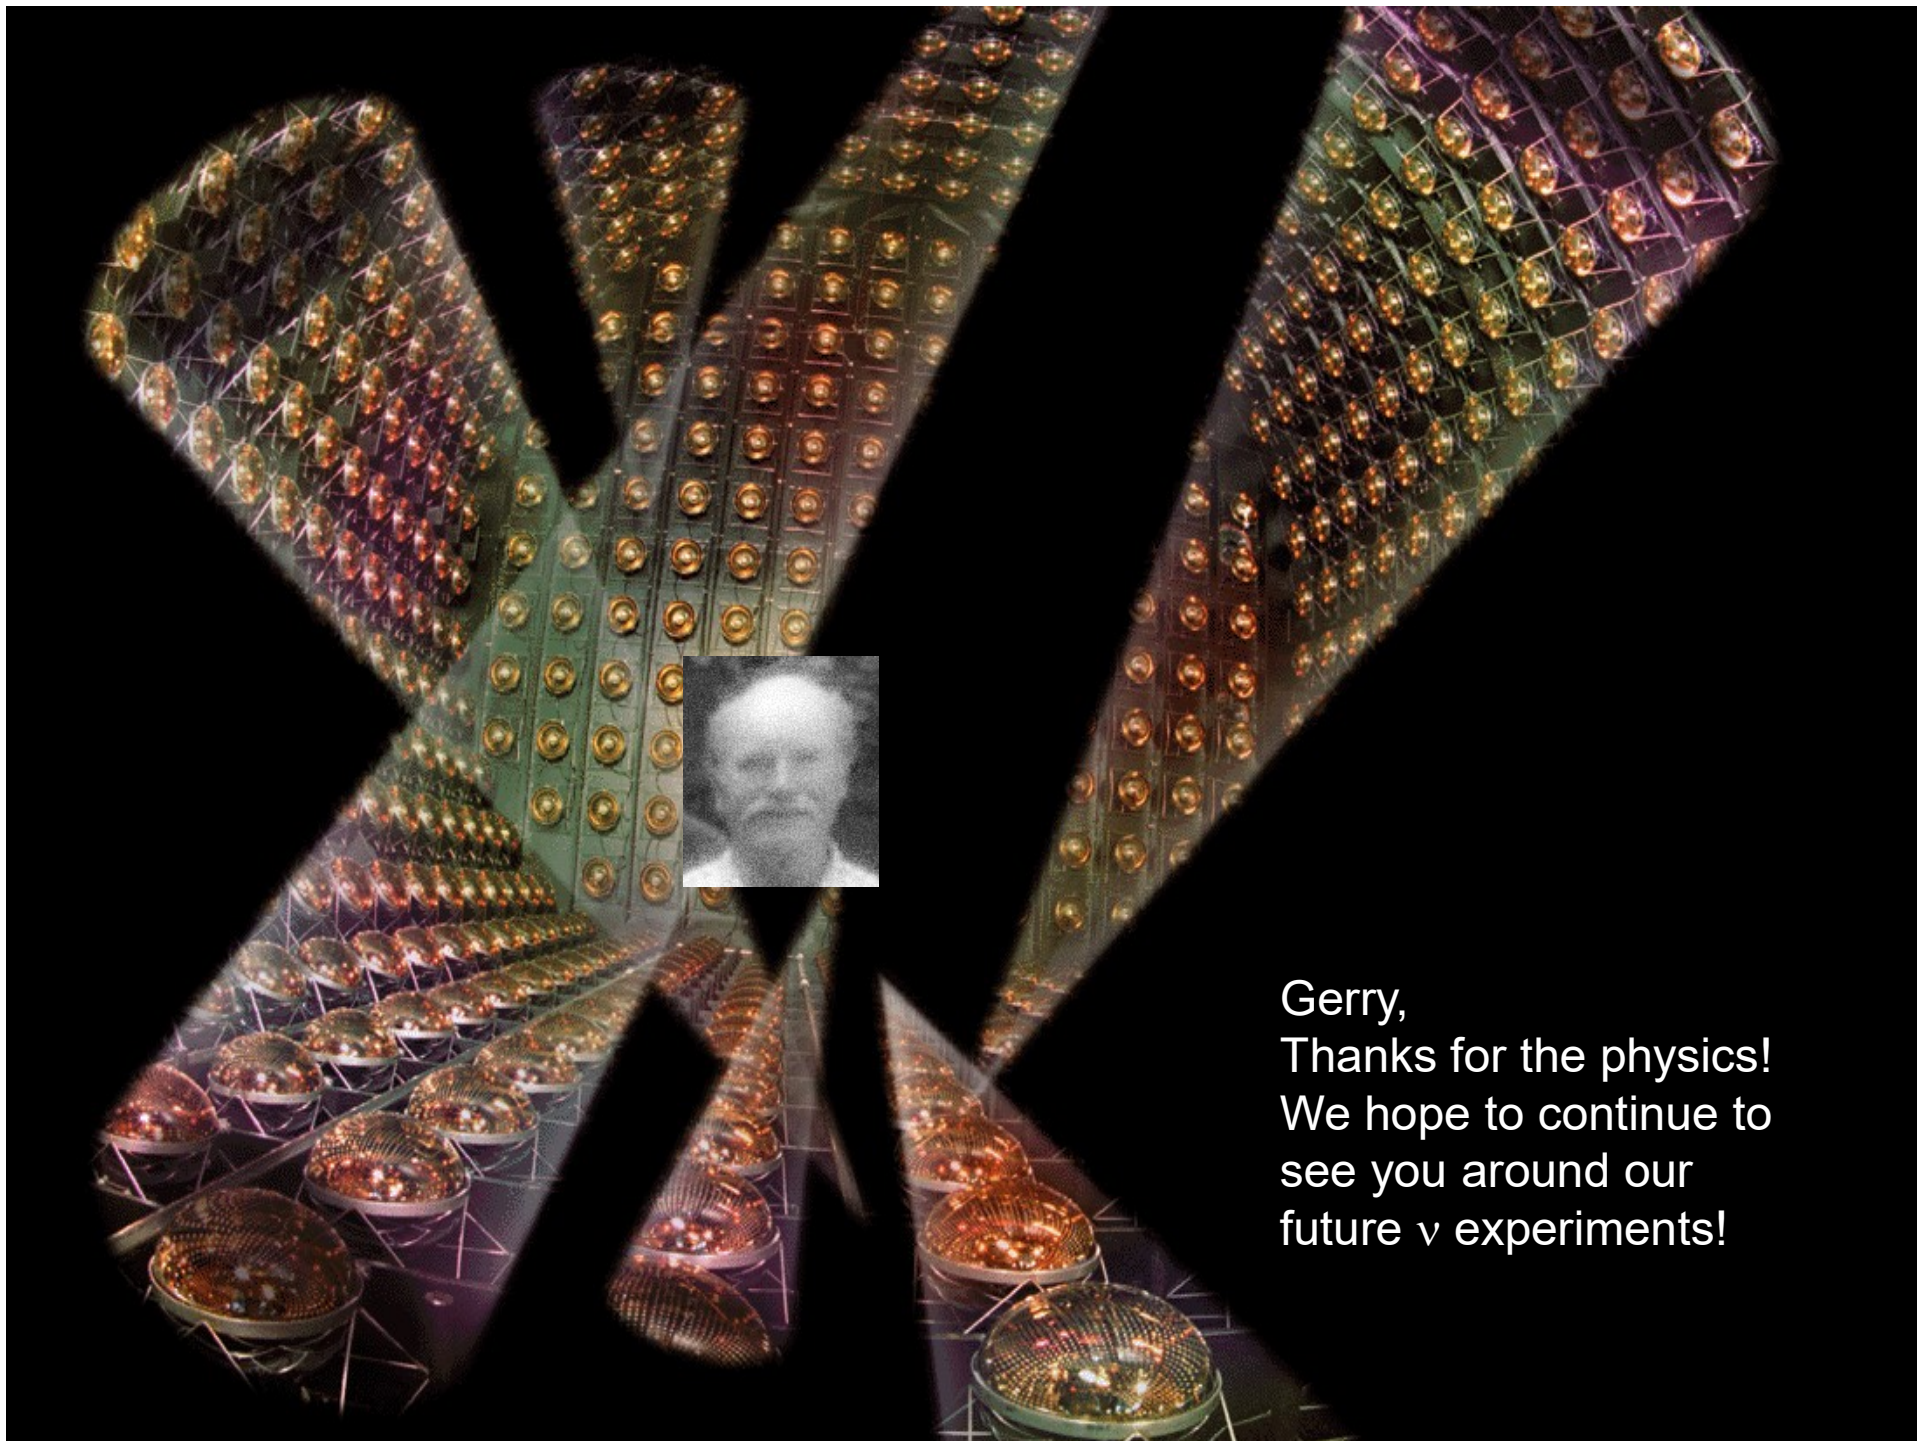 Gerry,
Thanks for the physics!
We hope to continue to
see you around our
future ν experiments!